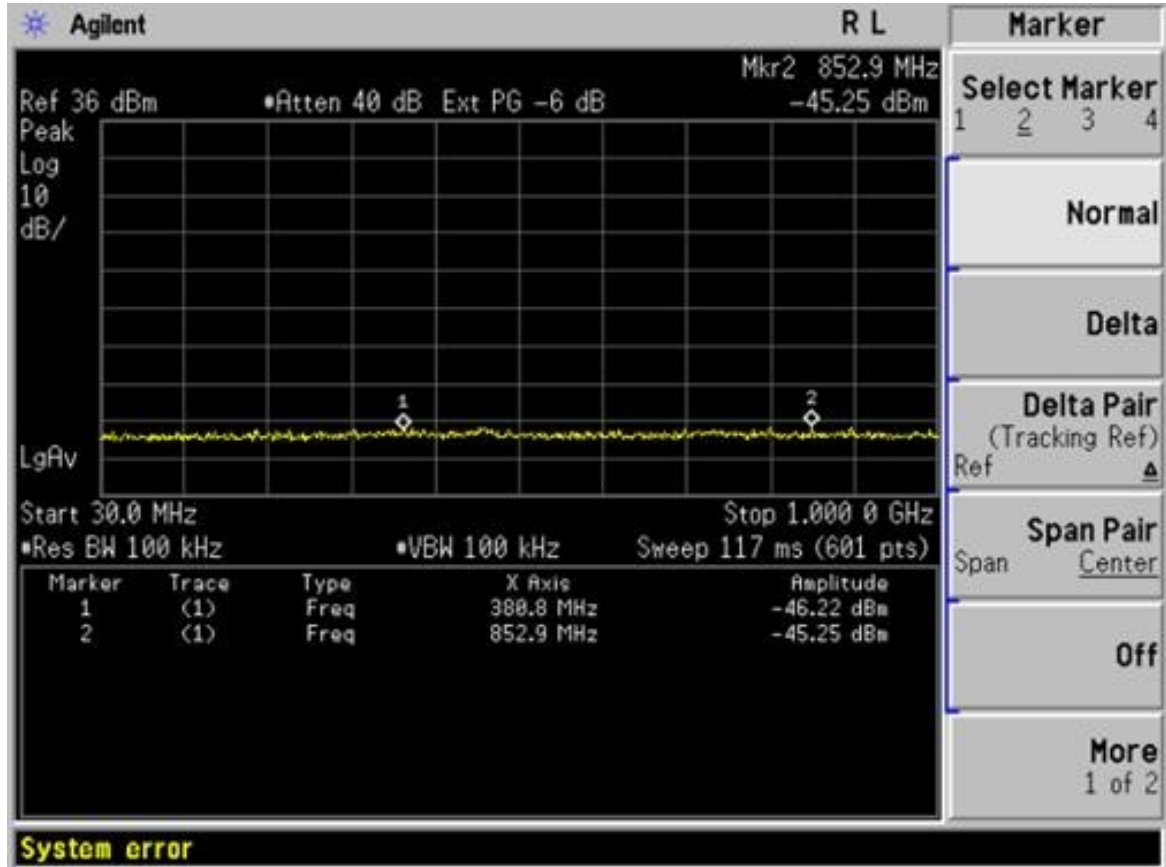 Agilent R L Marker
Mkr2 852.9 MHz
Ref 36 dBm *Atten 40 dB Ext PG -6 dB -45.25 dBm
Peak
Log
10
dB/
1 2
LgAv
Start 30.0 MHz Stop 1.000 0 GHz
*Res BW 100 kHz *VBW 100 kHz Sweep 117 ms (601 pts)
Marker Trace Type X Axis Amplitude
1 (1) Freq 380.8 MHz -46.22 dBm
2 (1) Freq 852.9 MHz -45.25 dBm
Select Marker
1 2 3 4
Normal
Delta
Delta Pair
(Tracking Ref)
Ref Δ
Span Pair
Span Center
Off
More
1 of 2
System error